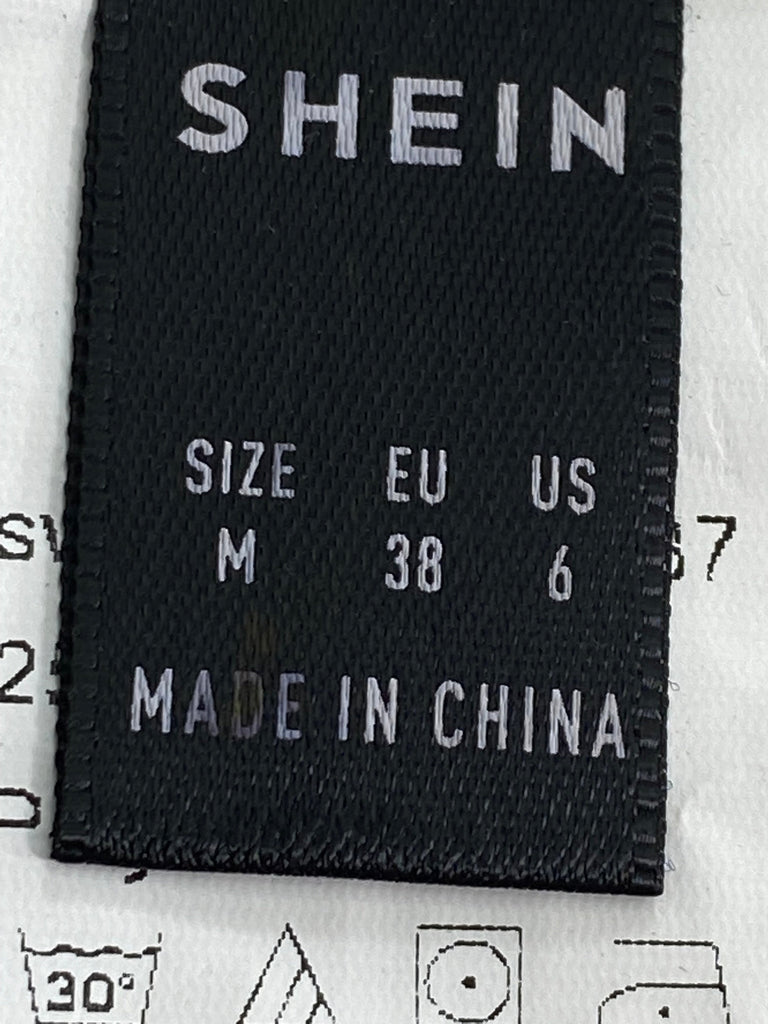 SHEIN
SIZE EU US
M 38 6
MADE IN CHINA
30°